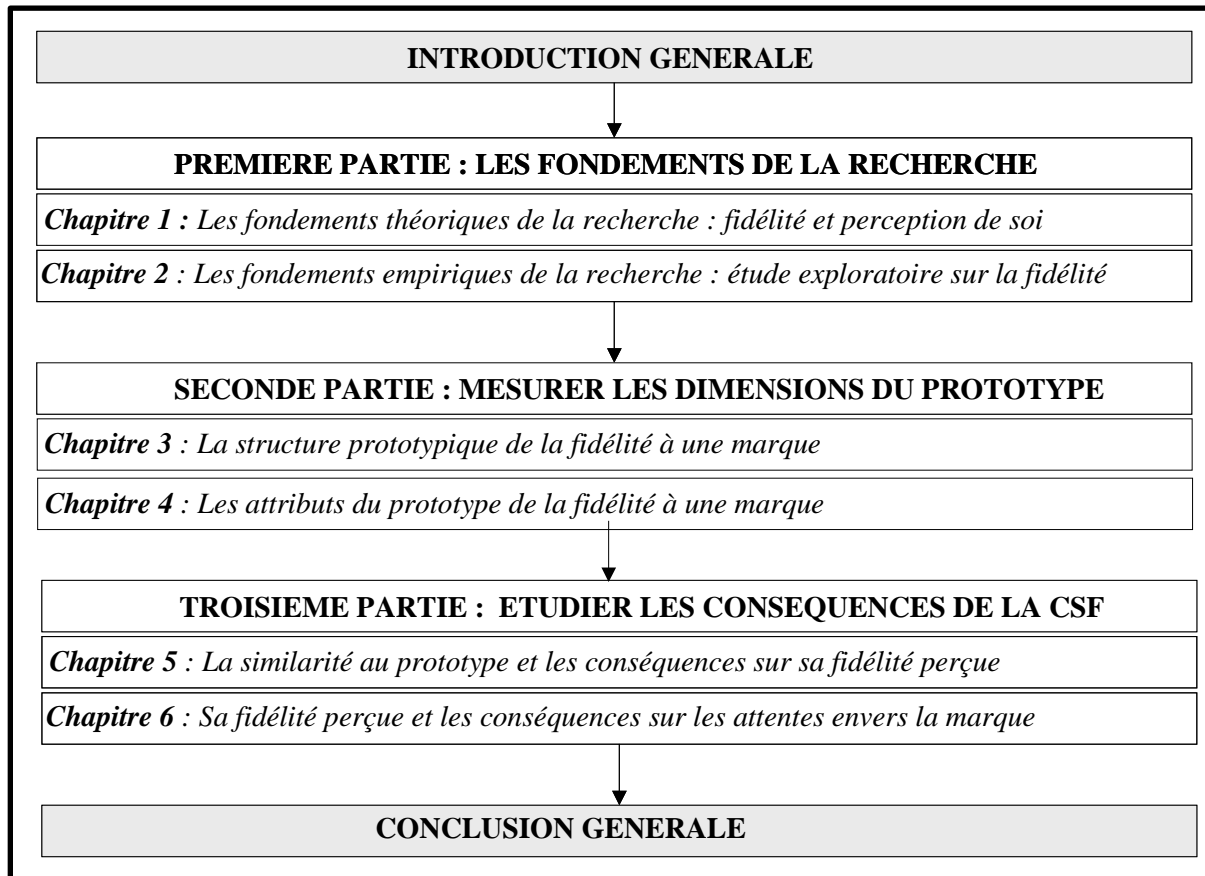 INTRODUCTION GENERALE
PREMIERE PARTIE : LES FONDEMENTS DE LA RECHERCHE
Chapitre 1 : Les fondements théoriques de la recherche : fidélité et perception de soi
Chapitre 2 : Les fondements empiriques de la recherche : étude exploratoire sur la fidélité
SECONDE PARTIE : MESURER LES DIMENSIONS DU PROTOTYPE
Chapitre 3 : La structure prototypique de la fidélité à une marque
Chapitre 4 : Les attributs du prototype de la fidélité à une marque
TROISIEME PARTIE : ETUDIER LES CONSEQUENCES DE LA CSF
Chapitre 5 : La similarité au prototype et les conséquences sur sa fidélité perçue
Chapitre 6 : Sa fidélité perçue et les conséquences sur les attentes envers la marque
CONCLUSION GENERALE